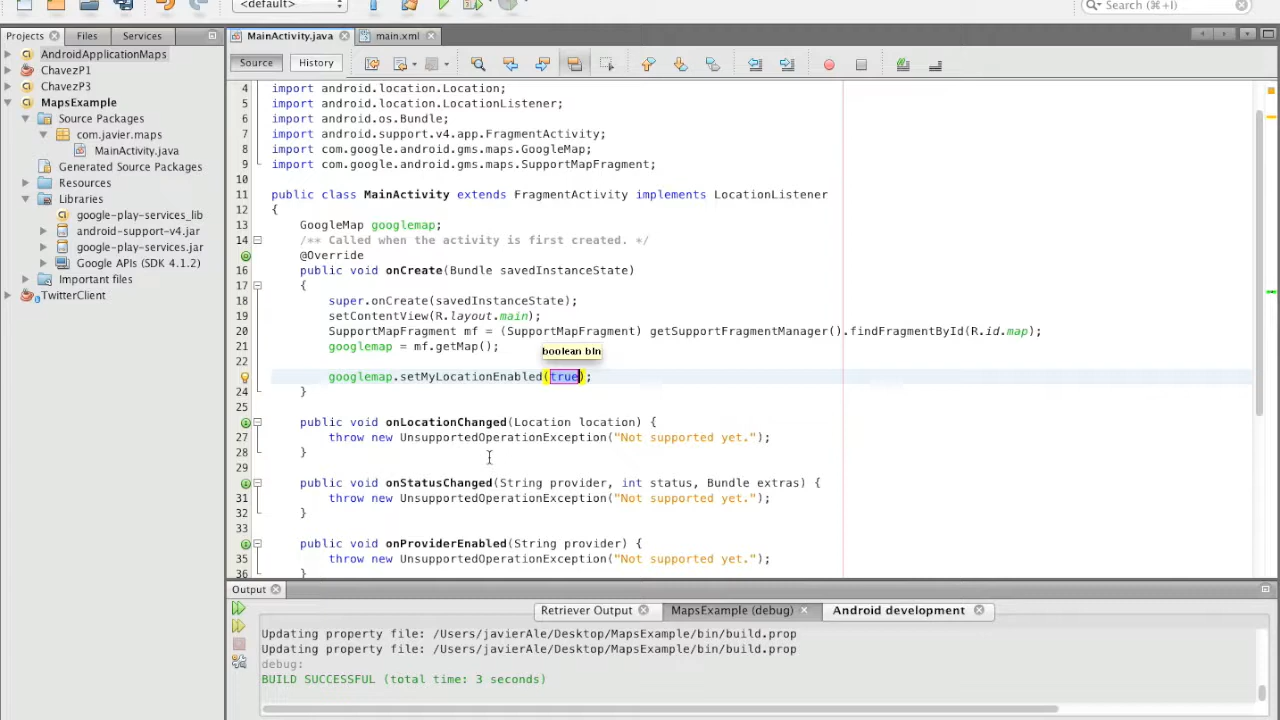 <default>
Search (⌘+I)
Projects
Files
Services
MainActivity.java
main.xml
Source
History
AndroidApplicationMaps
ChavezP1
ChavezP3
MapsExample
Source Packages
com.javier.maps
MainActivity.java
Generated Source Packages
Resources
Libraries
google-play-services_lib
android-support-v4.jar
google-play-services.jar
Google APIs (SDK 4.1.2)
Important files
TwitterClient
4 import android.location.Location;
5 import android.location.LocationListener;
6 import android.os.Bundle;
7 import android.support.v4.app.FragmentActivity;
8 import com.google.android.gms.maps.GoogleMap;
9 import com.google.android.gms.maps.SupportMapFragment;
10
11 public class MainActivity extends FragmentActivity implements LocationListener
12 {
13 GoogleMap googlemap;
14 /** Called when the activity is first created. */
@Override
16 public void onCreate(Bundle savedInstanceState)
17 {
18 super.onCreate(savedInstanceState);
19 setContentView(R.layout.main);
20 SupportMapFragment mf = (SupportMapFragment) getSupportFragmentManager().findFragmentById(R.id.map);
21 googlemap = mf.getMap();
boolean bln
22
googlemap.setMyLocationEnabled(true);
24 }
25
public void onLocationChanged(Location location) {
27 throw new UnsupportedOperationException("Not supported yet.");
28 }
29
public void onStatusChanged(String provider, int status, Bundle extras) {
31 throw new UnsupportedOperationException("Not supported yet.");
32 }
33
public void onProviderEnabled(String provider) {
35 throw new UnsupportedOperationException("Not supported yet.");
36 }
Output
Retriever Output
MapsExample (debug)
Android development
Updating property file: /Users/javierAle/Desktop/MapsExample/bin/build.prop
Updating property file: /Users/javierAle/Desktop/MapsExample/bin/build.prop
debug:
BUILD SUCCESSFUL (total time: 3 seconds)